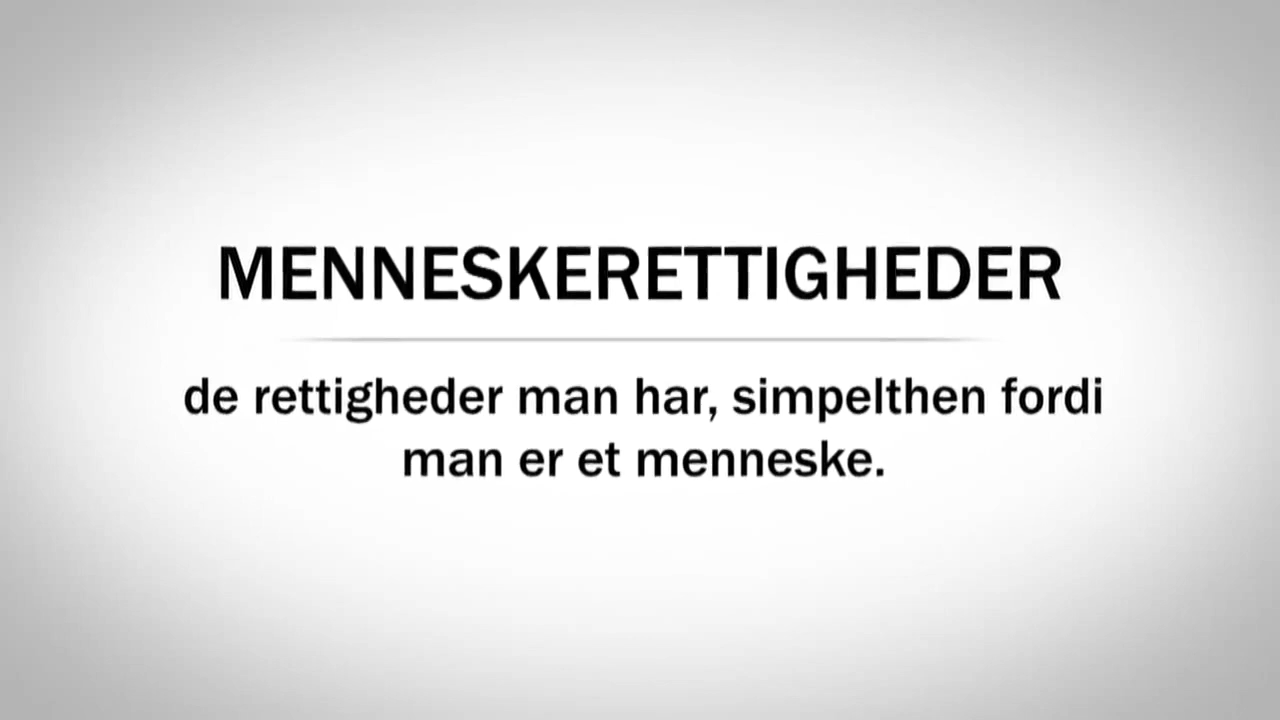 MENNESKERETTIGHEDER
de rettigheder man har, simpelthen fordi
man er et menneske.